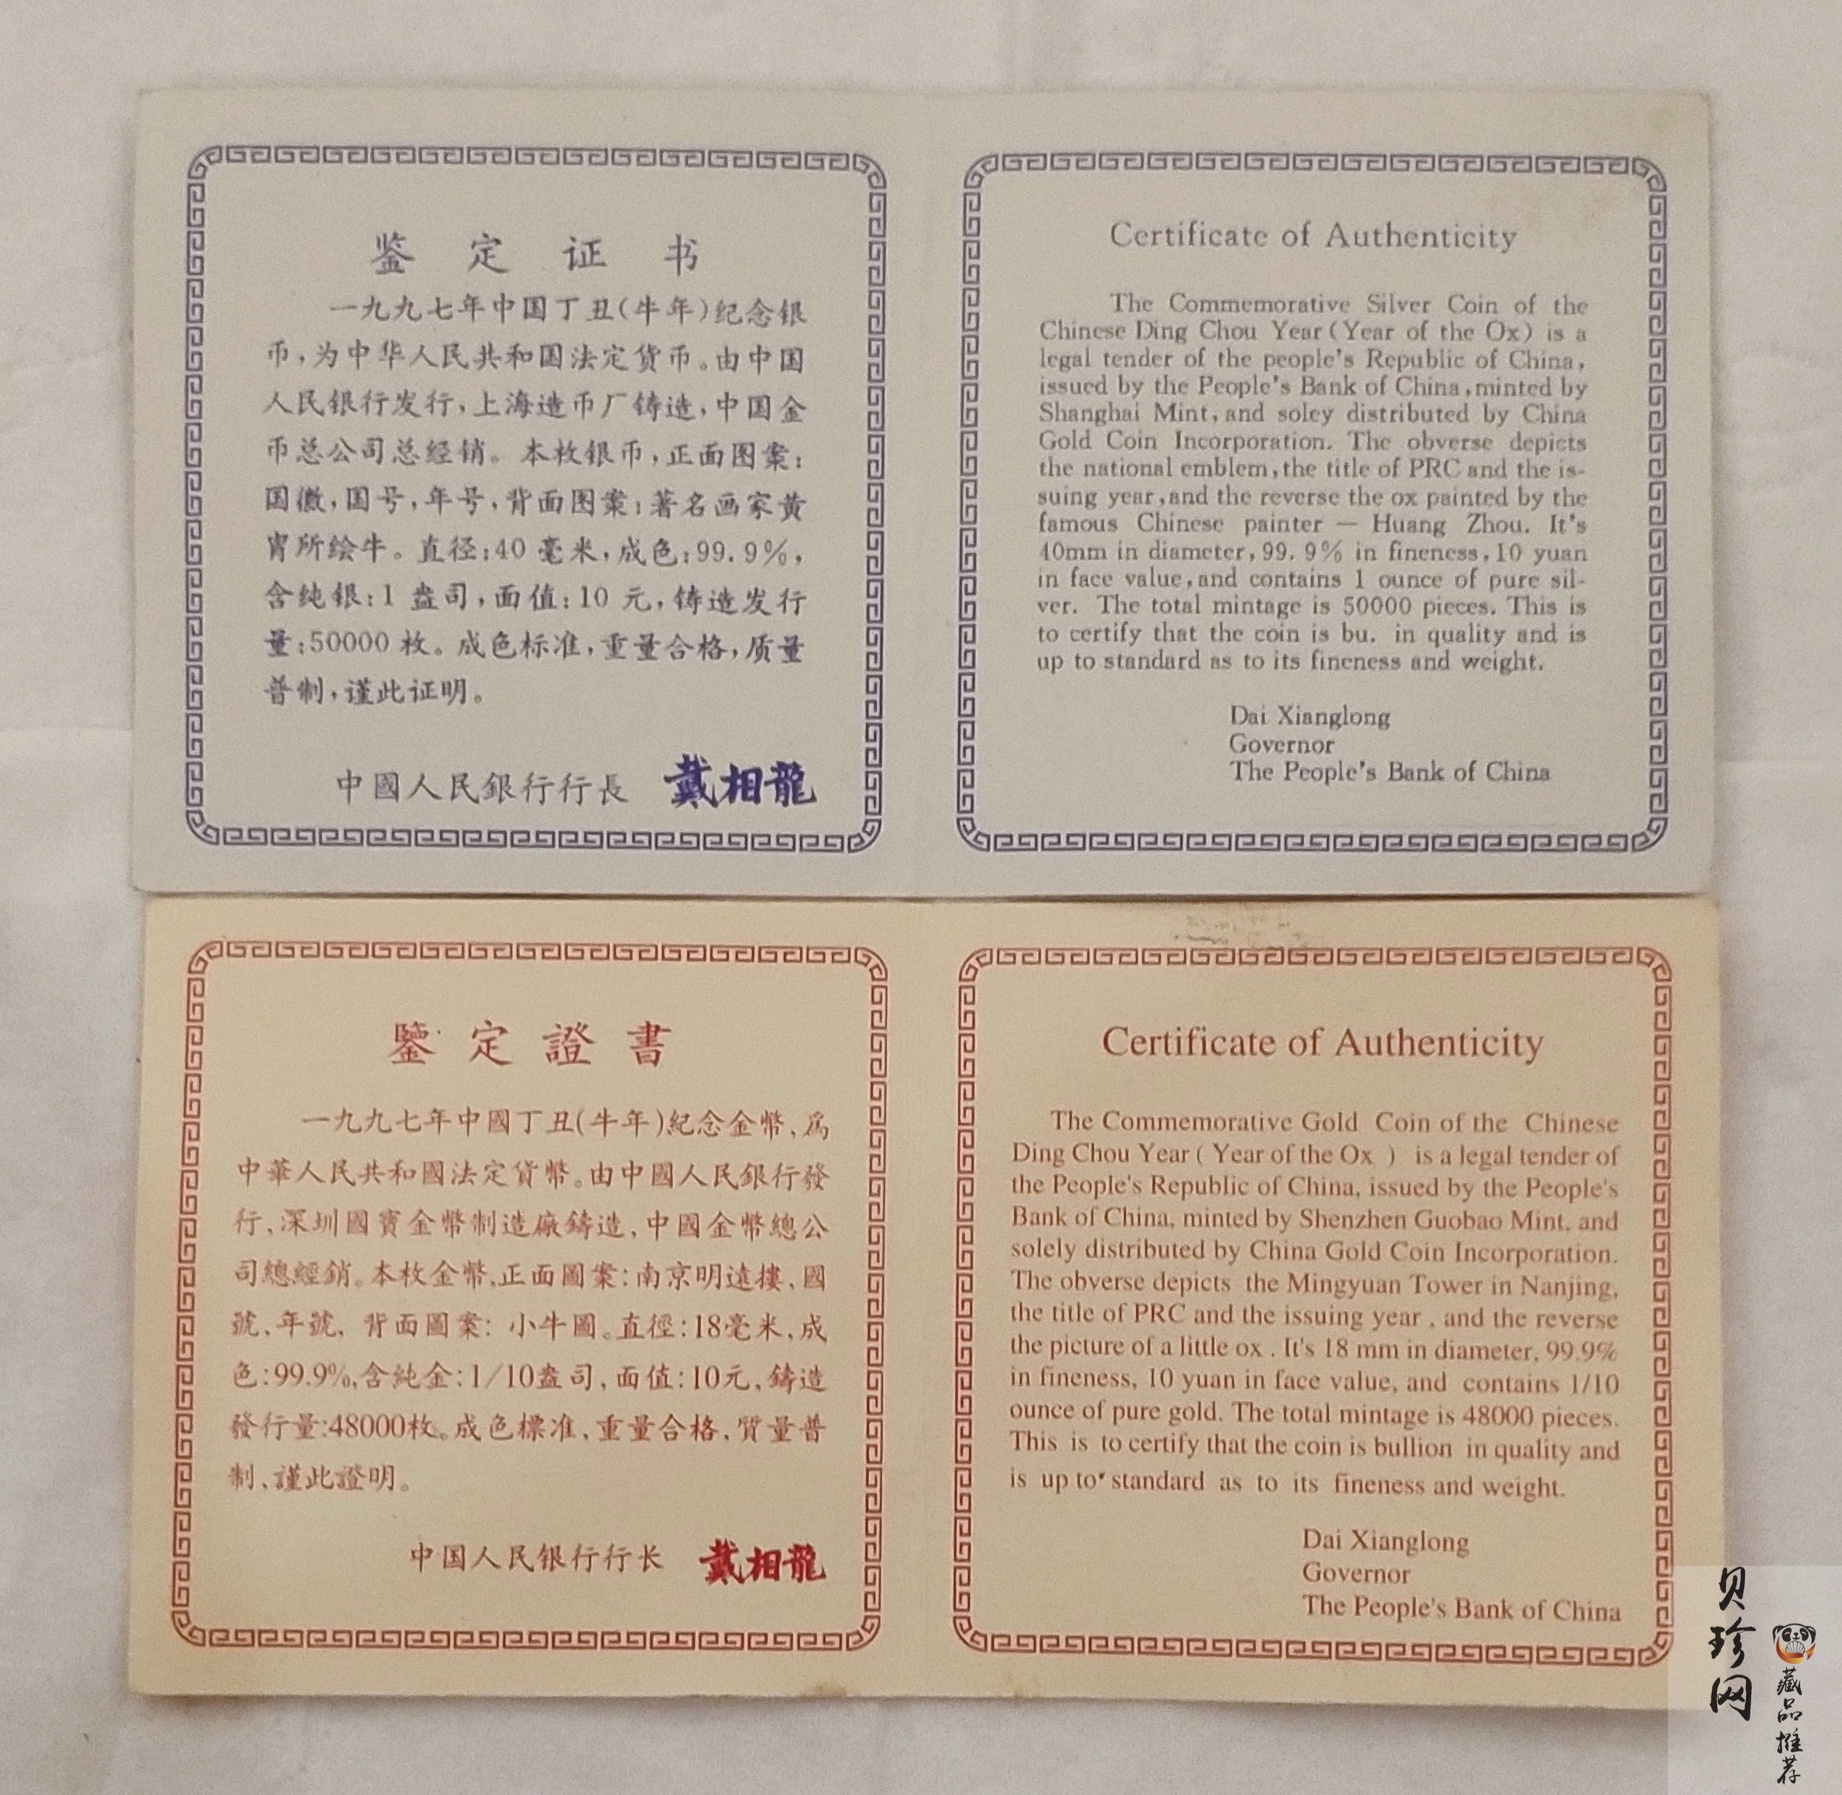 鉴定证书
一九九七年中国丁丑(牛年)纪念银
币,为中华人民共和国法定货币。由中国
人民银行发行,上海造币厂铸造,中国金
币总公司总经销。本枚银币,正面图案:
国徽,国号,年号,背面图案:著名画家黄
胄所绘牛。直径:40毫米,成色:99.9%,
含纯银:1盎司,面值:10元,铸造发行
量:50000枚。成色标准,重量合格,质量
普制,谨此证明。
中國人民銀行行長 戴相龍
Certificate of Authenticity
The Commemorative Silver Coin of the
Chinese Ding Chou Year(Year of the Ox) is a
legal tender of the people's Republic of China,
issued by the People's Bank of China,minted by
Shanghai Mint,and soley distributed by China
Gold Coin Incorporation. The obverse depicts
the national emblem,the title of PRC and the is-
suing year,and the reverse the ox painted by the
famous Chinese painter — Huang Zhou. It's
40mm in diameter,99.9% in fineness,10 yuan
in face value,and contains 1 ounce of pure sil-
ver. The total mintage is 50000 pieces. This is
to certify that the coin is bu. in quality and is
up to standard as to its fineness and weight.
Dai Xianglong
Governor
The People's Bank of China
鑒定證書
一九九七年中國丁丑(牛年)紀念金幣、爲
中華人民共和國法定貨幣。由中國人民銀行發
行、深圳國寶金幣制造廠鑄造,中國金幣總公
司總經銷。本枚金幣,正面圖案:南京明遠摟、國
號、年號, 背面圖案: 小牛圖。直徑:18毫米、成
色:99.9%,含純金:1/10盎司,面值:10元,鑄造
發行量:48000枚。成色標准,重量合格,質量普
制、謹此證明。
中国人民银行行长 戴相龍
Certificate of Authenticity
The Commemorative Gold Coin of the Chinese
Ding Chou Year ( Year of the Ox ) is a legal tender of
the People's Republic of China, issued by the People's
Bank of China, minted by Shenzhen Guobao Mint, and
solely distributed by China Gold Coin Incorporation.
The obverse depicts the Mingyuan Tower in Nanjing,
the title of PRC and the issuing year , and the reverse
the picture of a little ox . It's 18 mm in diameter, 99.9%
in fineness, 10 yuan in face value, and contains 1/10
ounce of pure gold. The total mintage is 48000 pieces.
This is to certify that the coin is bullion in quality and
is up to standard as to its fineness and weight.
Dai Xianglong
Governor
The People's Bank of China
贝珍网
藏品推荐